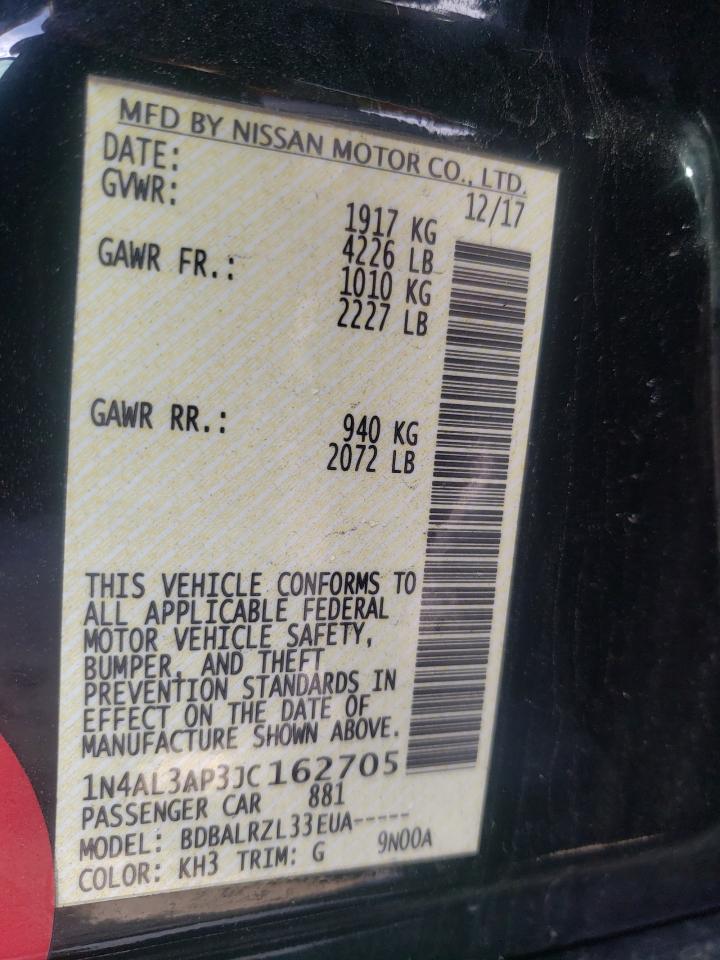 MFD BY NISSAN MOTOR CO., LTD.
DATE: 12/17
GVWR: 1917 KG
4226 LB
GAWR FR.: 1010 KG
2227 LB
GAWR RR.: 940 KG
2072 LB
THIS VEHICLE CONFORMS TO
ALL APPLICABLE FEDERAL
MOTOR VEHICLE SAFETY,
BUMPER, AND THEFT
PREVENTION STANDARDS IN
EFFECT ON THE DATE OF
MANUFACTURE SHOWN ABOVE.
1N4AL3AP3JC162705
PASSENGER CAR 881
MODEL: BDBALRZL33EUA-----
COLOR: KH3 TRIM: G 9N00A